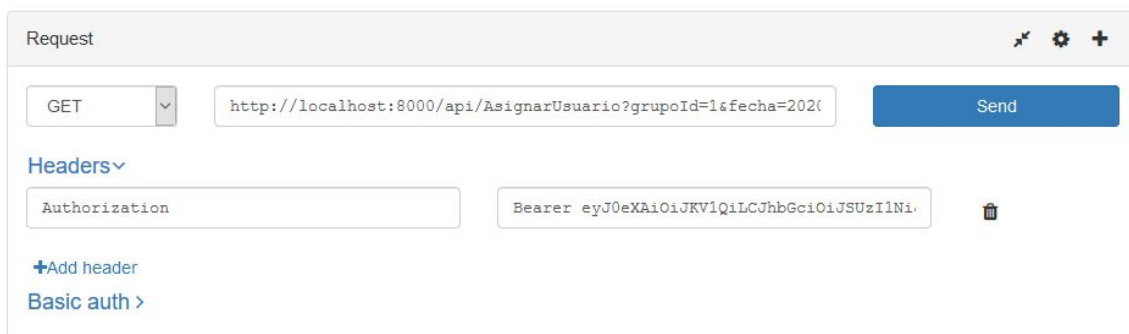 Request
GET http://localhost:8000/api/AsignarUsuario?grupoId=1&fecha=202 Send
Headers
Authorization Bearer eyJ0eXAiOiJKV1QiLCJhbGciOiJSUzI1Ni
+Add header
Basic auth >